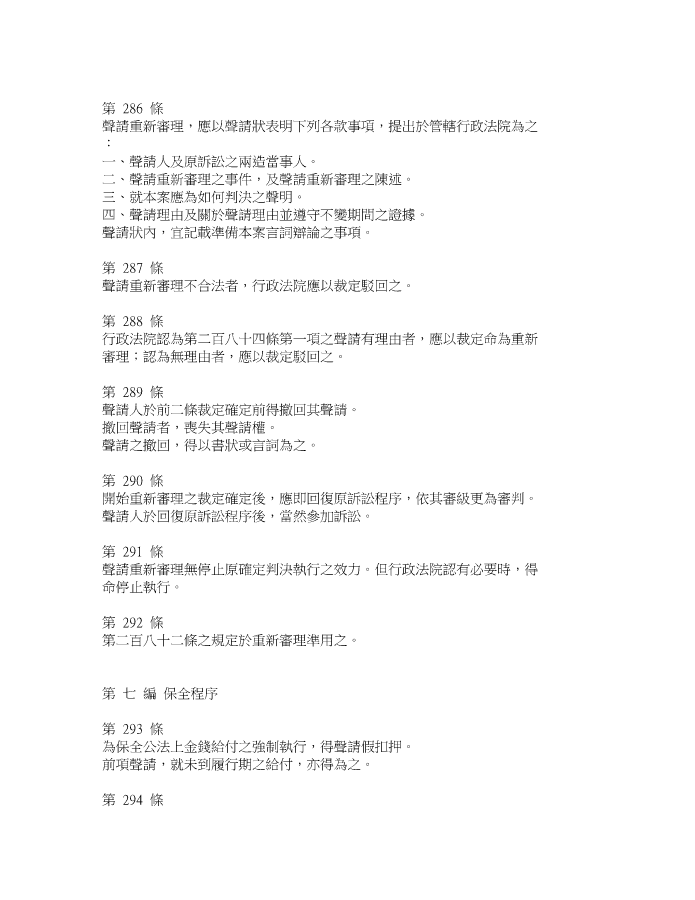 第 286 條
聲請重新審理，應以聲請狀表明下列各款事項，提出於管轄行政法院為之
：
一、聲請人及原訴訟之兩造當事人。
二、聲請重新審理之事件，及聲請重新審理之陳述。
三、就本案應為如何判決之聲明。
四、聲請理由及關於聲請理由並遵守不變期間之證據。
聲請狀內，宜記載準備本案言詞辯論之事項。
第 287 條
聲請重新審理不合法者，行政法院應以裁定駁回之。
第 288 條
行政法院認為第二百八十四條第一項之聲請有理由者，應以裁定命為重新
審理；認為無理由者，應以裁定駁回之。
第 289 條
聲請人於前二條裁定確定前得撤回其聲請。
撤回聲請者，喪失其聲請權。
聲請之撤回，得以書狀或言詞為之。
第 290 條
開始重新審理之裁定確定後，應即回復原訴訟程序，依其審級更為審判。
聲請人於回復原訴訟程序後，當然參加訴訟。
第 291 條
聲請重新審理無停止原確定判決執行之效力。但行政法院認有必要時，得
命停止執行。
第 292 條
第二百八十二條之規定於重新審理準用之。
第 七 編 保全程序
第 293 條
為保全公法上金錢給付之強制執行，得聲請假扣押。
前項聲請，就未到履行期之給付，亦得為之。
第 294 條